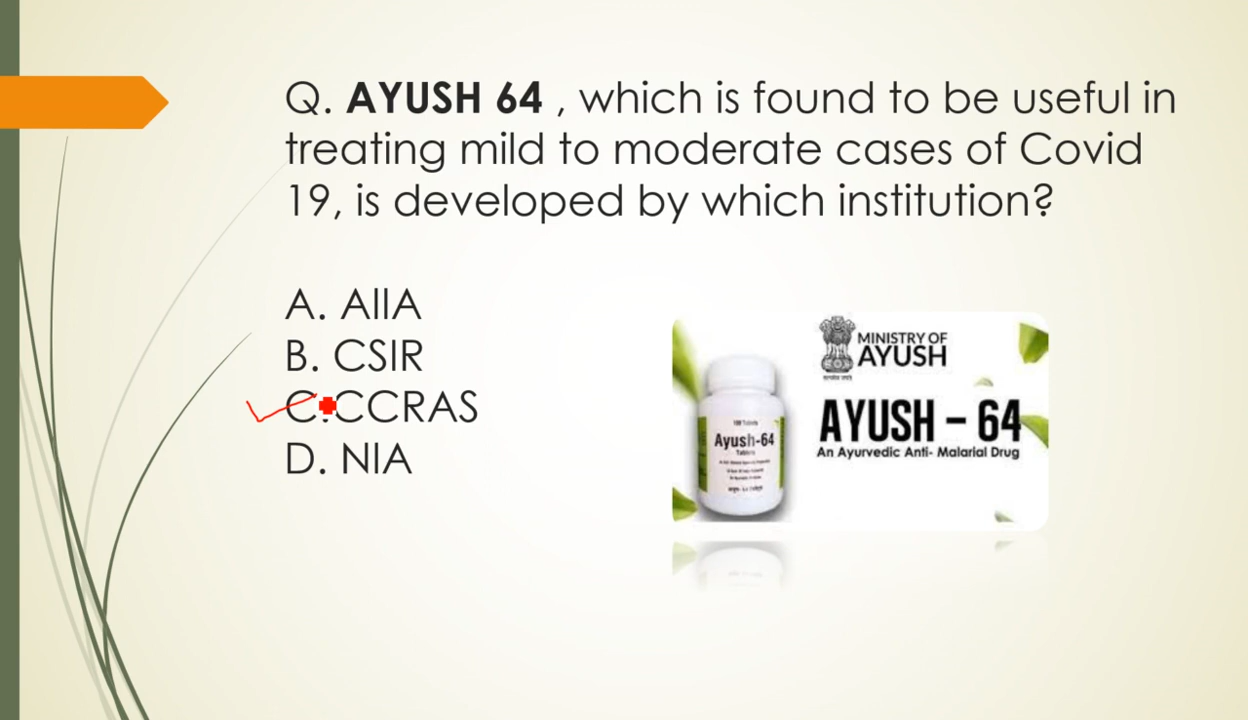 Q. AYUSH 64 , which is found to be useful in
treating mild to moderate cases of Covid
19, is developed by which institution?
A. AIIA
B. CSIR
C.CCRAS
D. NIA
MINISTRY OF
AYUSH
AYUSH – 64
An Ayurvedic Anti- Malarial Drug
Ayush-64
Tablets